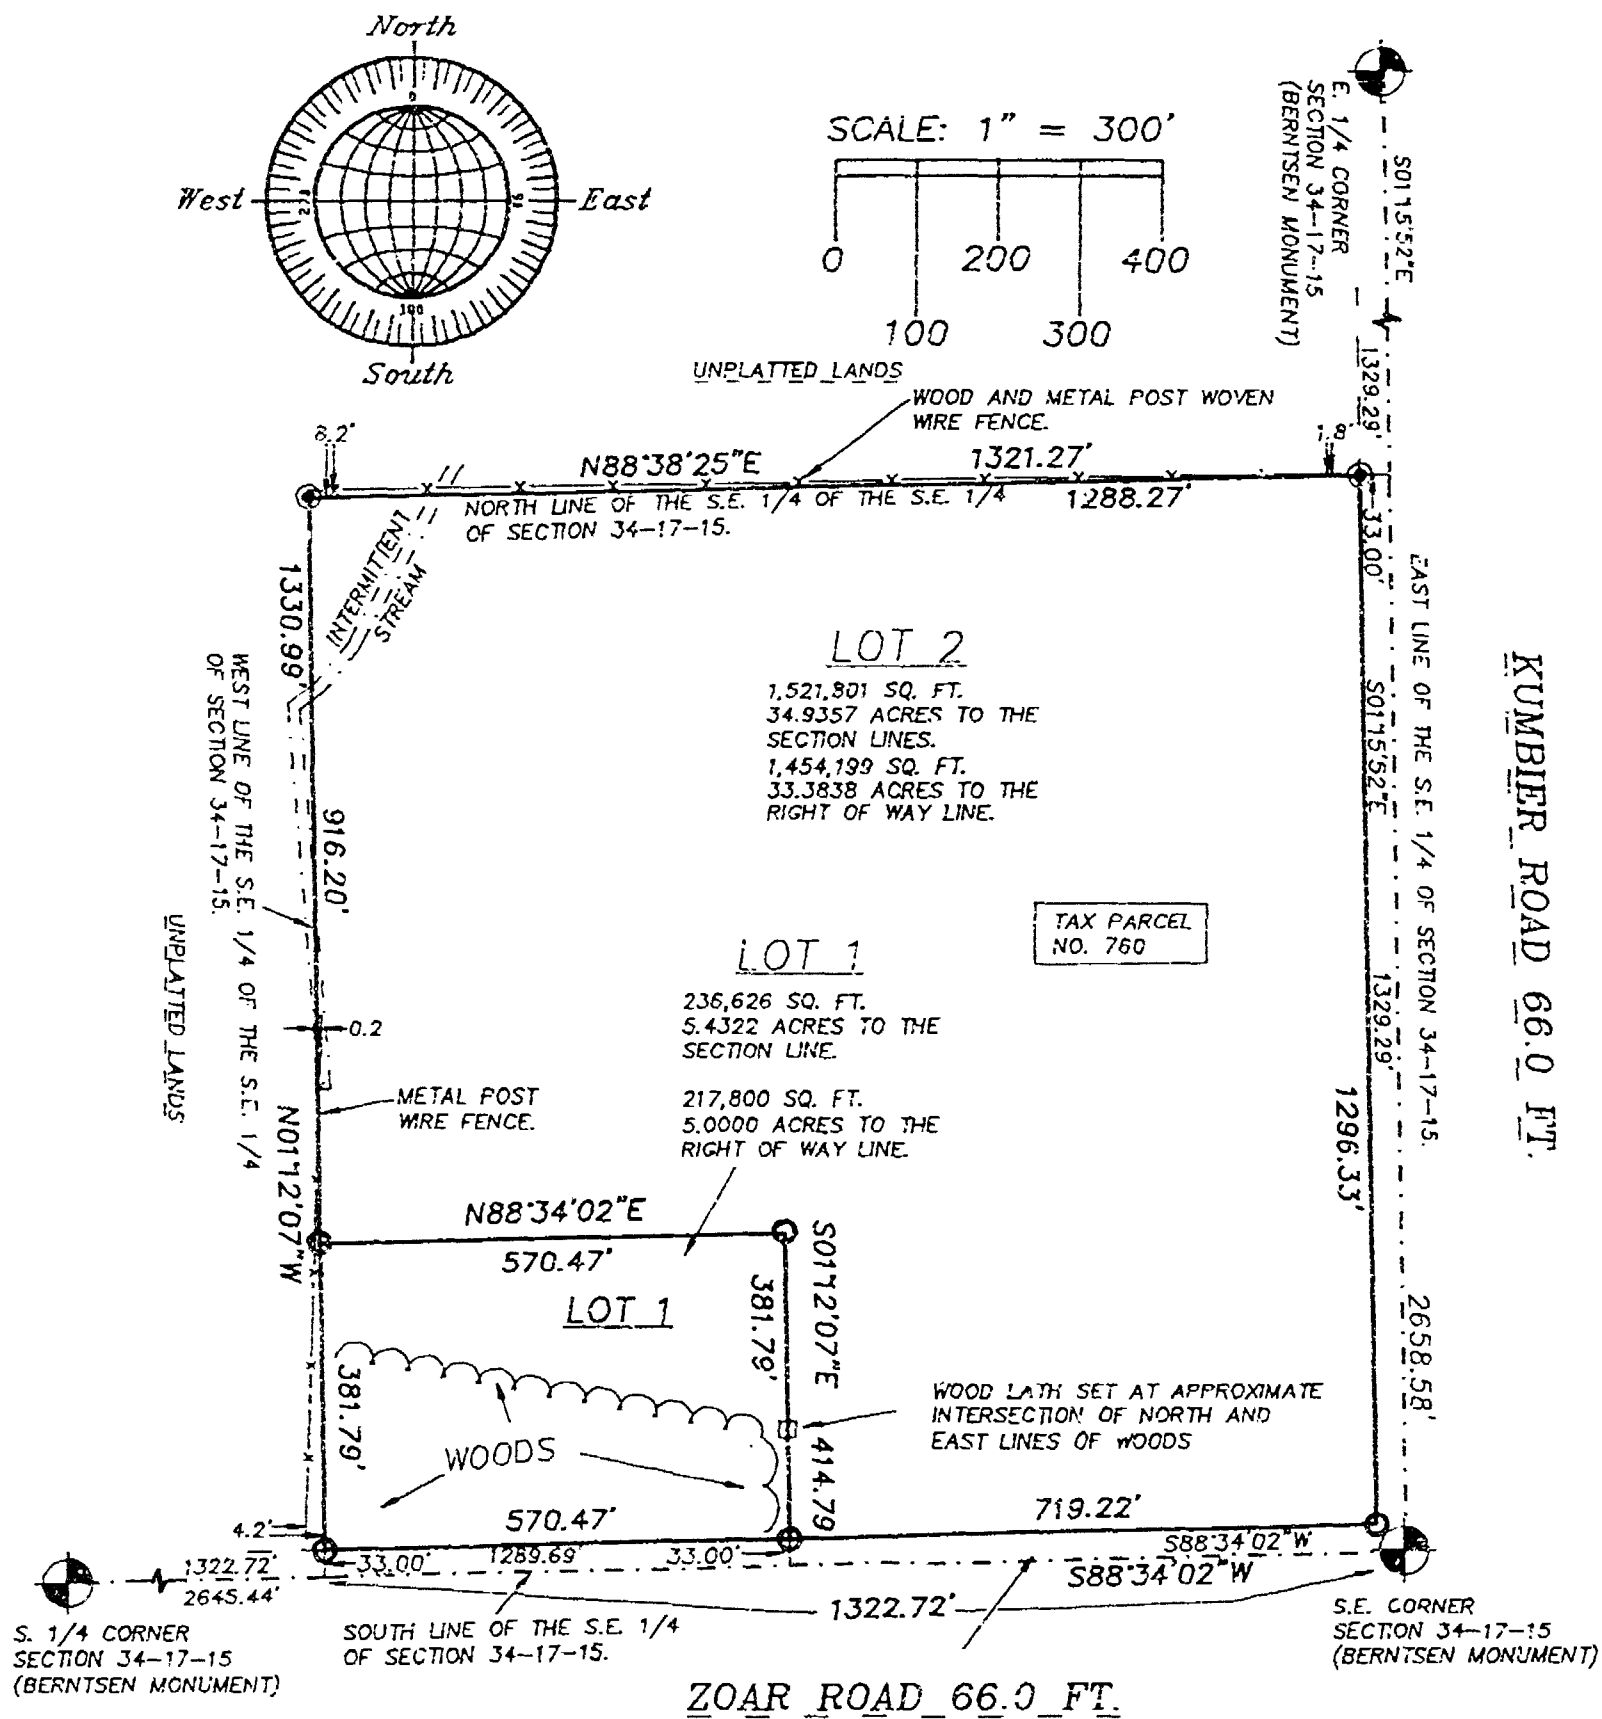 North
West
East
South
0
SCALE: 1" = 300'
0 200 400
100 300
E. 1/4 CORNER
SECTION 34-17-15
(BERNTSEN MONUMENT)
S01°15'52"E
1329.29'
UNPLATTED LANDS
WOOD AND METAL POST WOVEN
WIRE FENCE.
8.2'
N88°38'25"E
1321.27'
1.8'
NORTH LINE OF THE S.E. 1/4 OF THE S.E. 1/4
OF SECTION 34-17-15.
1288.27'
33.00'
INTERMITIENT
STREAM
1330.99'
LOT 2
1,521,801 SQ. FT.
34.9357 ACRES TO THE
SECTION LINES.
1,454,199 SQ. FT.
33.3838 ACRES TO THE
RIGHT OF WAY LINE.
WEST LINE OF THE S.E. 1/4 OF THE S.E. 1/4
OF SECTION 34-17-15.
UNPLATTED LANDS
916.20'
EAST LINE OF THE S.E. 1/4 OF SECTION 34-17-15.
S01°15'52"E
1329.29'
KUMBIER ROAD 66.0 FT.
TAX PARCEL
NO. 760
LOT 1
236,626 SQ. FT.
5.4322 ACRES TO THE
SECTION LINE.
217,800 SQ. FT.
5.0000 ACRES TO THE
RIGHT OF WAY LINE.
0.2
METAL POST
WIRE FENCE.
N01°12'07"W
1296.33'
N88°34'02"E
570.47'
S01°12'07"E
381.79'
LOT 1
2658.58'
381.79'
WOODS
WOOD LATH SET AT APPROXIMATE
INTERSECTION OF NORTH AND
EAST LINES OF WOODS
414.79
4.2'
570.47'
719.22'
33.00'
1289.69'
33.00'
S88°34'02"W
S88°34'02"W
1322.72'
2645.44'
1322.72'
S. 1/4 CORNER
SECTION 34-17-15
(BERNTSEN MONUMENT)
SOUTH LINE OF THE S.E. 1/4
OF SECTION 34-17-15.
S.E. CORNER
SECTION 34-17-15
(BERNTSEN MONUMENT)
ZOAR ROAD 66.0 FT.